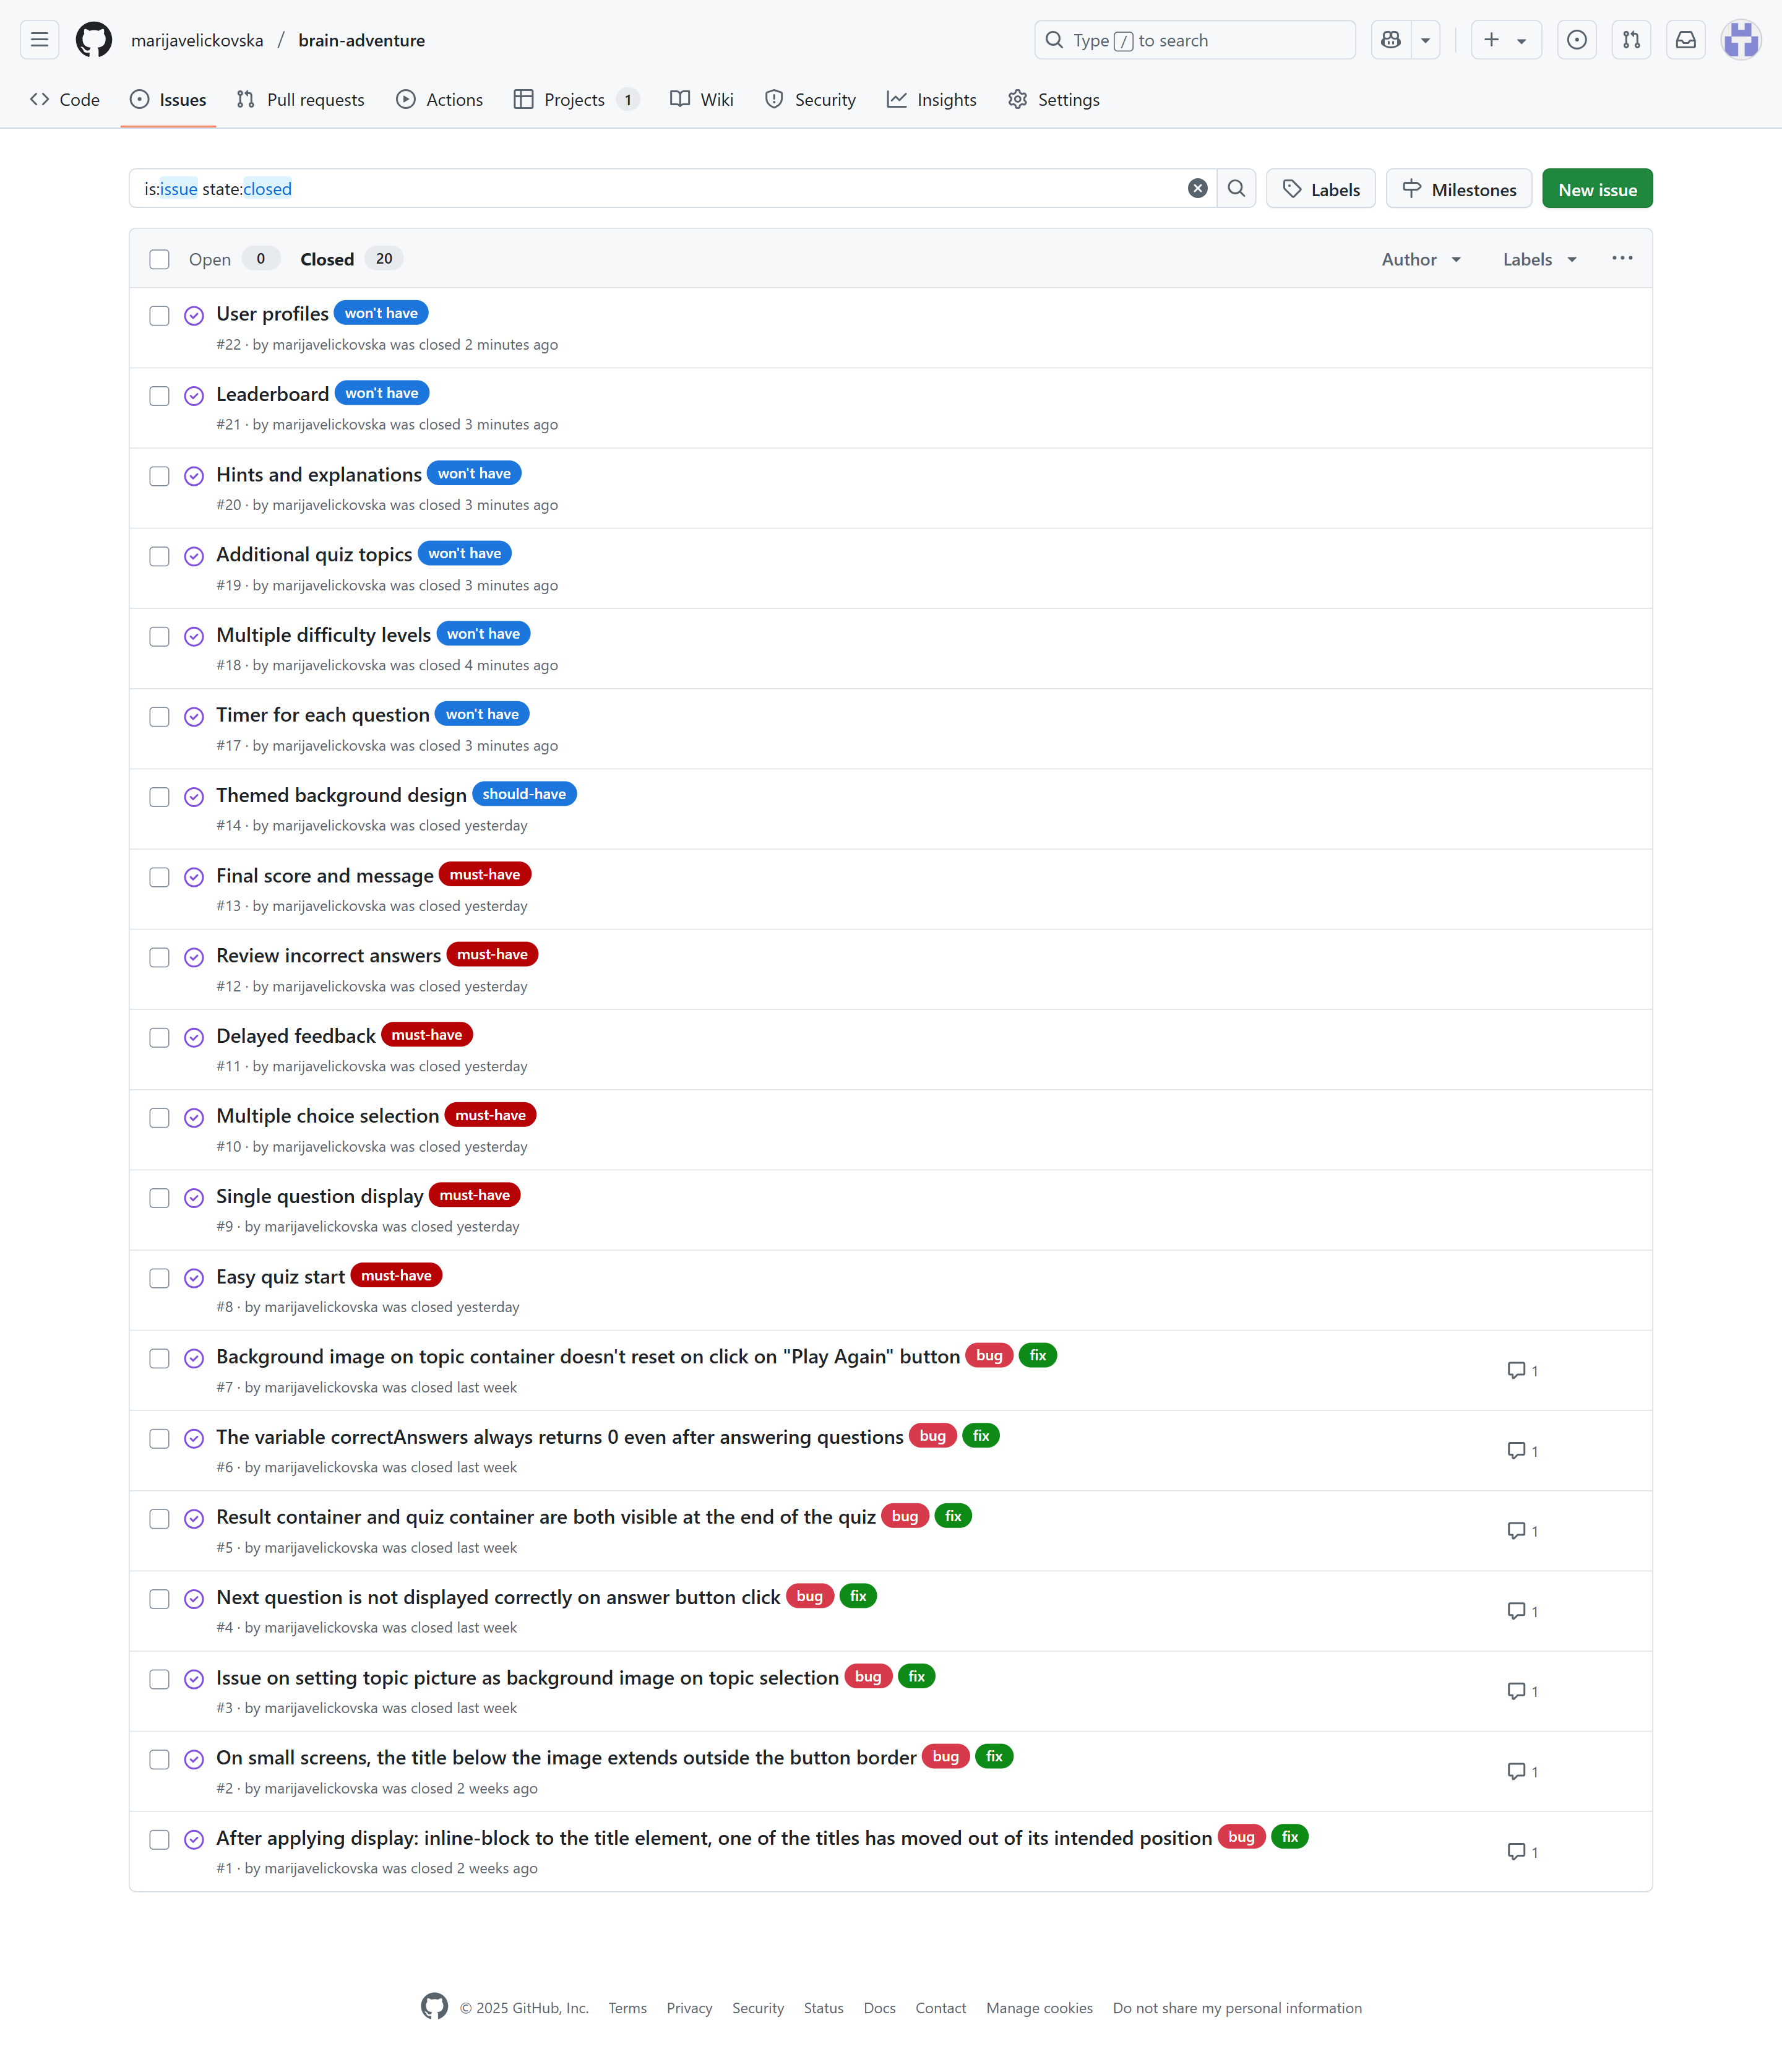 marijavelickovska / brain-adventure
Type / to search
Code Issues Pull requests Actions Projects 1 Wiki Security Insights Settings
is:issue state:closed
Labels Milestones New issue
Open 0 Closed 20 Author Labels
User profiles won't have
#22 · by marijavelickovska was closed 2 minutes ago
Leaderboard won't have
#21 · by marijavelickovska was closed 3 minutes ago
Hints and explanations won't have
#20 · by marijavelickovska was closed 3 minutes ago
Additional quiz topics won't have
#19 · by marijavelickovska was closed 3 minutes ago
Multiple difficulty levels won't have
#18 · by marijavelickovska was closed 4 minutes ago
Timer for each question won't have
#17 · by marijavelickovska was closed 3 minutes ago
Themed background design should-have
#14 · by marijavelickovska was closed yesterday
Final score and message must-have
#13 · by marijavelickovska was closed yesterday
Review incorrect answers must-have
#12 · by marijavelickovska was closed yesterday
Delayed feedback must-have
#11 · by marijavelickovska was closed yesterday
Multiple choice selection must-have
#10 · by marijavelickovska was closed yesterday
Single question display must-have
#9 · by marijavelickovska was closed yesterday
Easy quiz start must-have
#8 · by marijavelickovska was closed yesterday
Background image on topic container doesn't reset on click on "Play Again" button bug fix
1
#7 · by marijavelickovska was closed last week
The variable correctAnswers always returns 0 even after answering questions bug fix
1
#6 · by marijavelickovska was closed last week
Result container and quiz container are both visible at the end of the quiz bug fix
1
#5 · by marijavelickovska was closed last week
Next question is not displayed correctly on answer button click bug fix
1
#4 · by marijavelickovska was closed last week
Issue on setting topic picture as background image on topic selection bug fix
1
#3 · by marijavelickovska was closed last week
On small screens, the title below the image extends outside the button border bug fix
1
#2 · by marijavelickovska was closed 2 weeks ago
After applying display: inline-block to the title element, one of the titles has moved out of its intended position bug fix
1
#1 · by marijavelickovska was closed 2 weeks ago
© 2025 GitHub, Inc. Terms Privacy Security Status Docs Contact Manage cookies Do not share my personal information